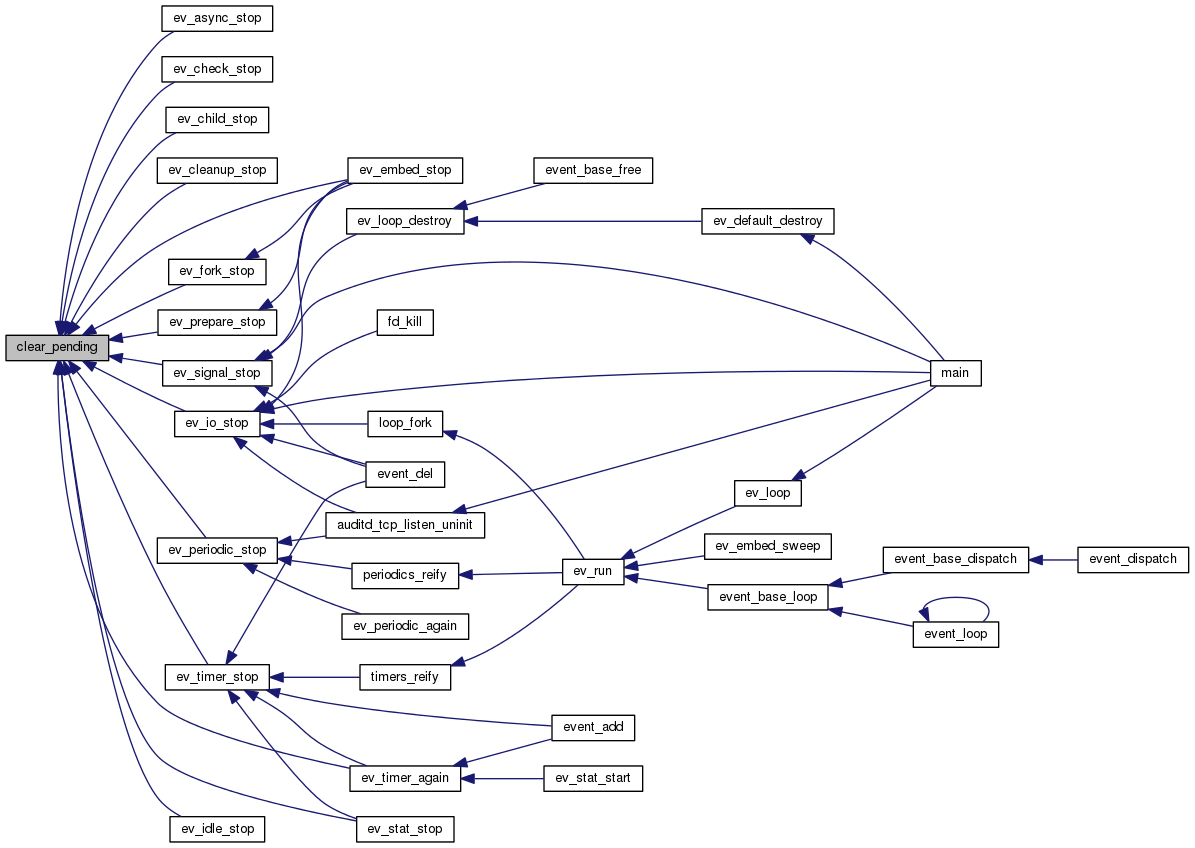 ev_async_stop
ev_check_stop
ev_child_stop
ev_cleanup_stop
ev_embed_stop
event_base_free
ev_loop_destroy
ev_default_destroy
ev_fork_stop
ev_prepare_stop
fd_kill
clear_pending
ev_signal_stop
main
ev_io_stop
loop_fork
event_del
ev_loop
auditd_tcp_listen_uninit
ev_periodic_stop
ev_embed_sweep
event_base_dispatch
event_dispatch
periodics_reify
ev_run
event_base_loop
ev_periodic_again
event_loop
ev_timer_stop
timers_reify
event_add
ev_timer_again
ev_stat_start
ev_idle_stop
ev_stat_stop